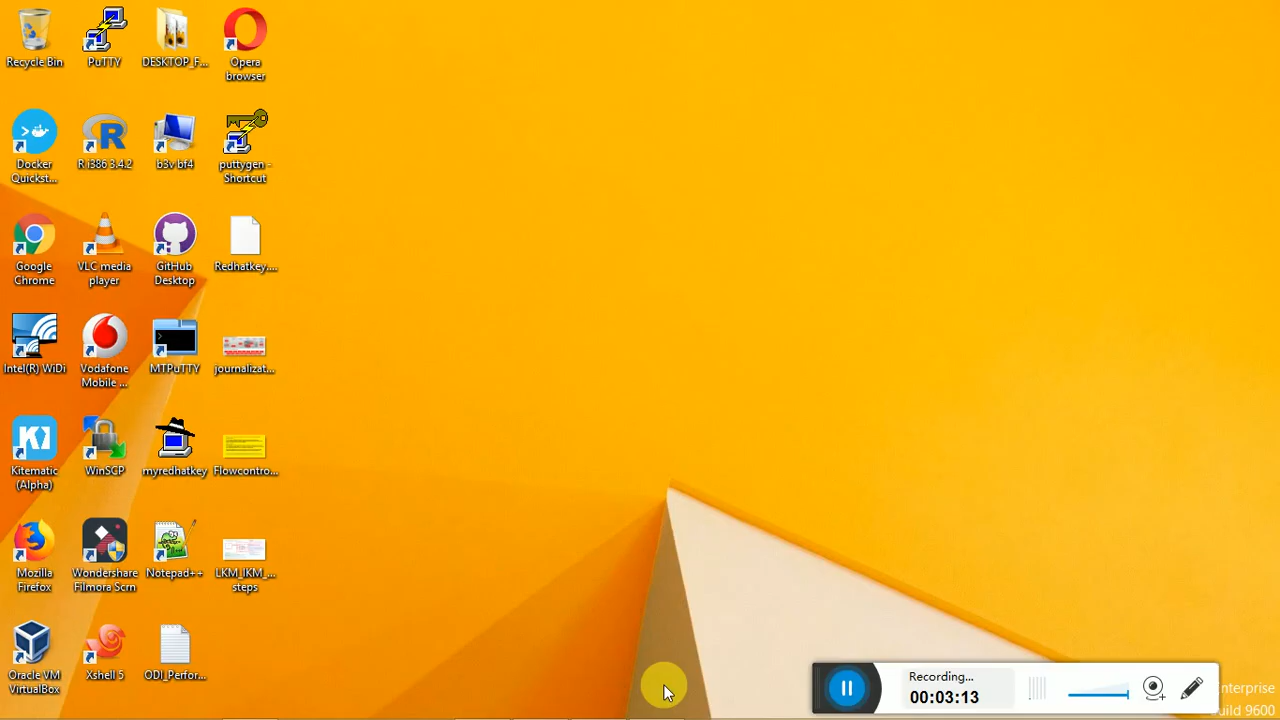 Recycle Bin
PuTTY
DESKTOP_F...
Opera
browser
Docker
Quickst...
R i386 3.4.2
b3v bf4
puttygen -
Shortcut
Google
Chrome
VLC media
player
GitHub
Desktop
Redhatkey....
Intel(R) WiDi
Vodafone
Mobile ...
MTPuTTY
journalizat...
Kitematic
(Alpha)
WinSCP
myredhatkey
Flowcontro...
Mozilla
Firefox
Wondershare
Filmora Scrn
Notepad++
LKM_IKM_...
steps
Oracle VM
VirtualBox
Xshell 5
ODI_Perfor...
Recording...
00:03:13
Enterprise
Build 9600